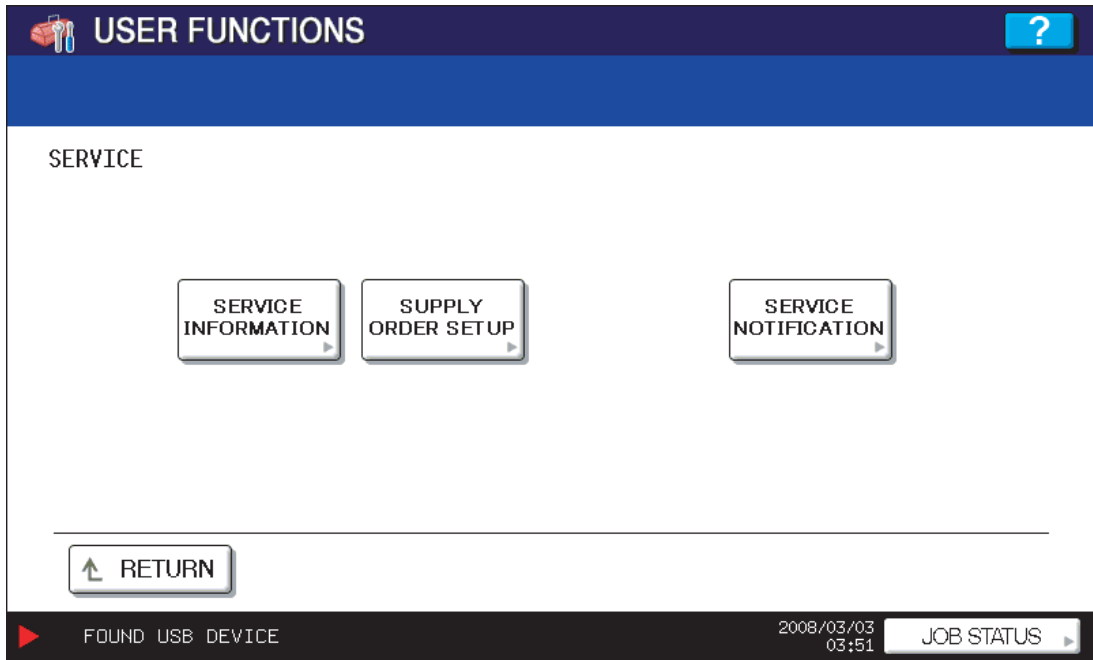 USER FUNCTIONS
?
SERVICE
SERVICE
INFORMATION
SUPPLY
ORDER SETUP
SERVICE
NOTIFICATION
RETURN
FOUND USB DEVICE
2008/03/03
03:51
JOB STATUS